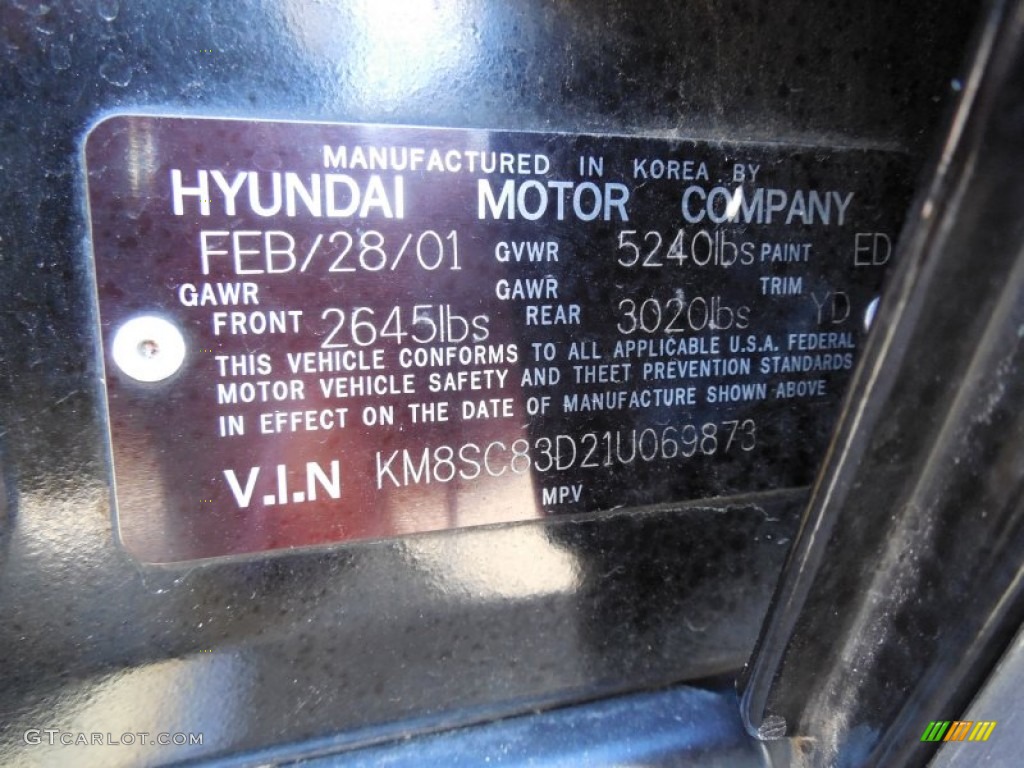 MANUFACTURED IN KOREA BY
HYUNDAI MOTOR COMPANY
FEB/28/01 GVWR 5240lbs PAINT ED
GAWR GAWR TRIM
FRONT 2645lbs REAR 3020lbs YD
THIS VEHICLE CONFORMS TO ALL APPLICABLE U.S.A. FEDERAL
MOTOR VEHICLE SAFETY AND THEFT PREVENTION STANDARDS
IN EFFECT ON THE DATE OF MANUFACTURE SHOWN ABOVE
V.I.N KM8SC83D21U069873
MPV
GTCARLOT.COM